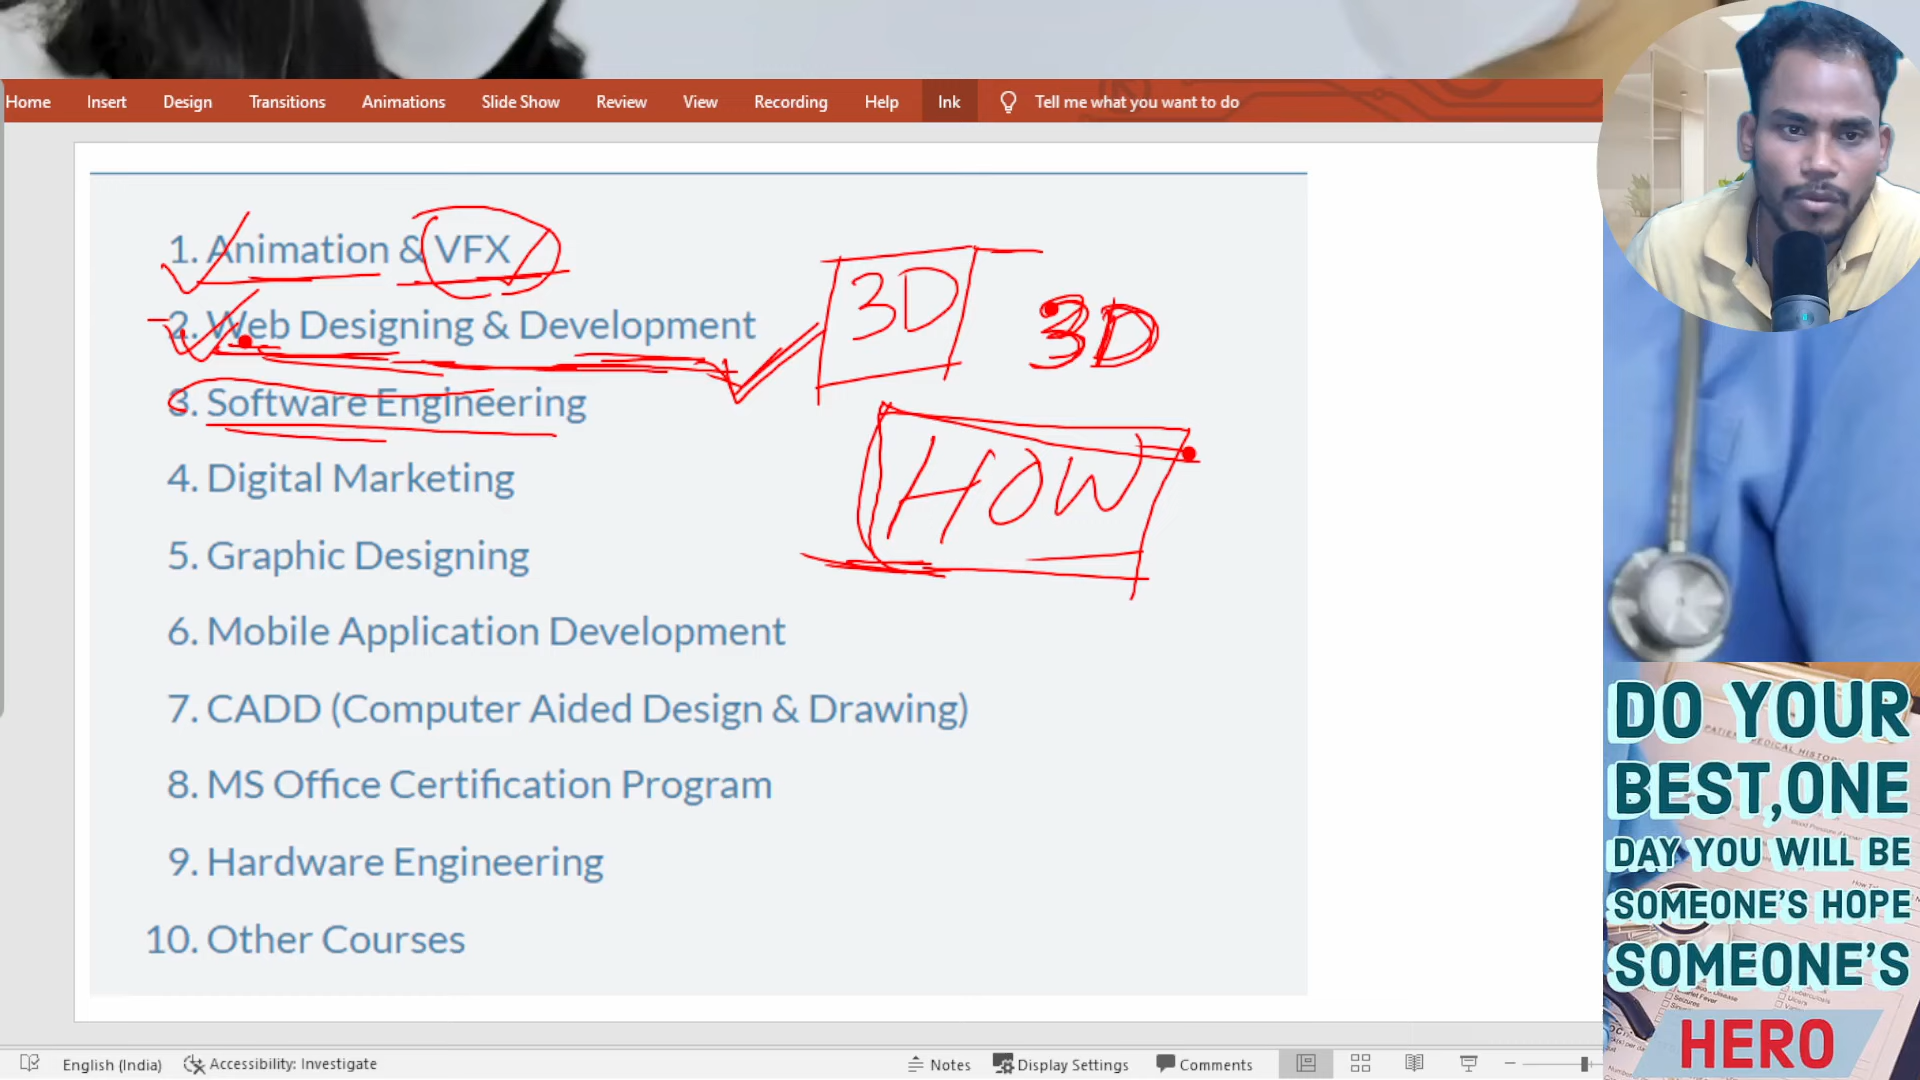 Home Insert Design Transitions Animations Slide Show Review View Recording Help Ink Tell me what you want to do
1. Animation & VFX
2. Web Designing & Development
3. Software Engineering
4. Digital Marketing
5. Graphic Designing
6. Mobile Application Development
7. CADD (Computer Aided Design & Drawing)
8. MS Office Certification Program
9. Hardware Engineering
10. Other Courses
3D 3D
HOW
DO YOUR
BEST,ONE
DAY YOU WILL BE
SOMEONE'S HOPE
SOMEONE'S
HERO
English (India) Accessibility: Investigate Notes Display Settings Comments